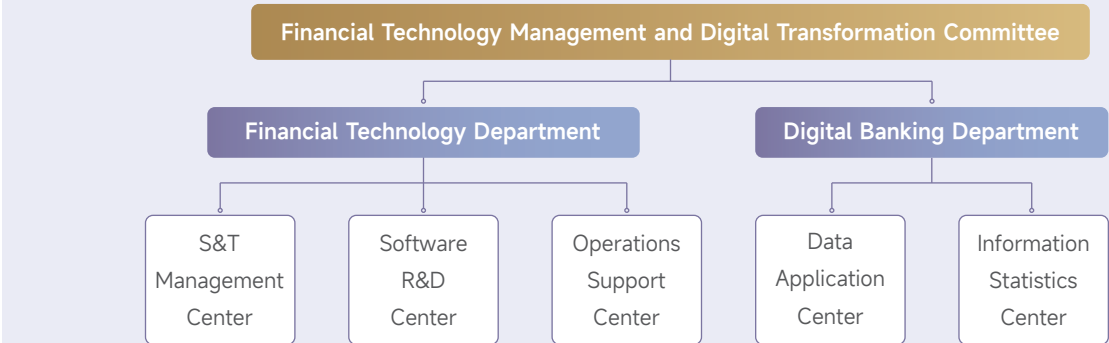 Financial Technology Management and Digital Transformation Committee
Financial Technology Department
Digital Banking Department
S&T
Management
Center
Software
R&D
Center
Operations
Support
Center
Data
Application
Center
Information
Statistics
Center